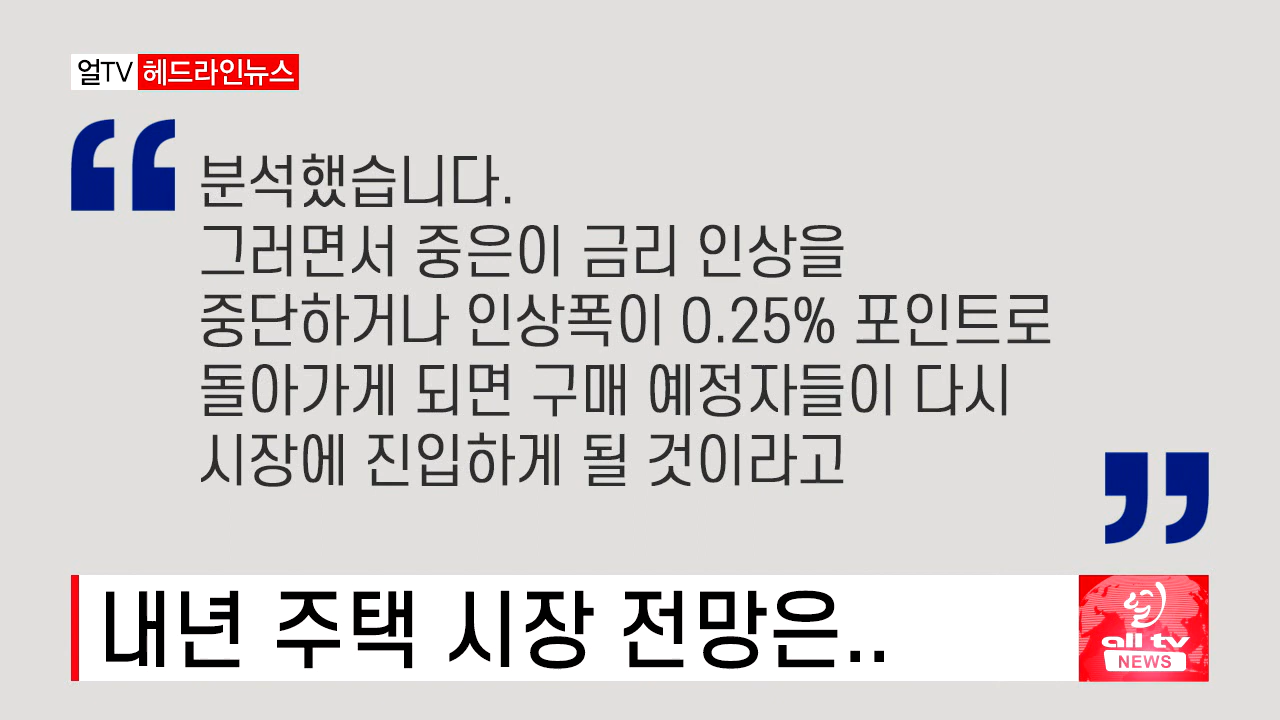 얼TV 헤드라인뉴스
분석했습니다.
그러면서 중은이 금리 인상을
중단하거나 인상폭이 0.25% 포인트로
돌아가게 되면 구매 예정자들이 다시
시장에 진입하게 될 것이라고
내년 주택 시장 전망은..
all tv
NEWS